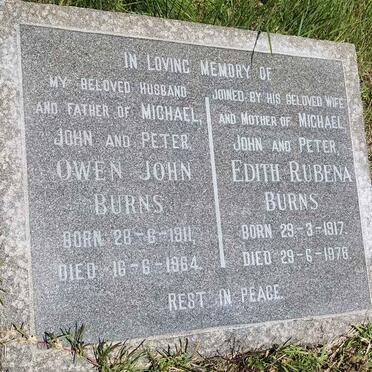 IN LOVING MEMORY OF
MY BELOVED HUSBAND
AND FATHER OF MICHAEL,
JOHN AND PETER.
OWEN JOHN
BURNS
BORN 28-6-1911,
DIED 16-6-1964.
JOINED BY HIS BELOVED WIFE
AND MOTHER OF MICHAEL,
JOHN AND PETER.
EDITH RUBENA
BURNS
BORN 29-3-1917.
DIED 29-6-1976
REST IN PEACE.